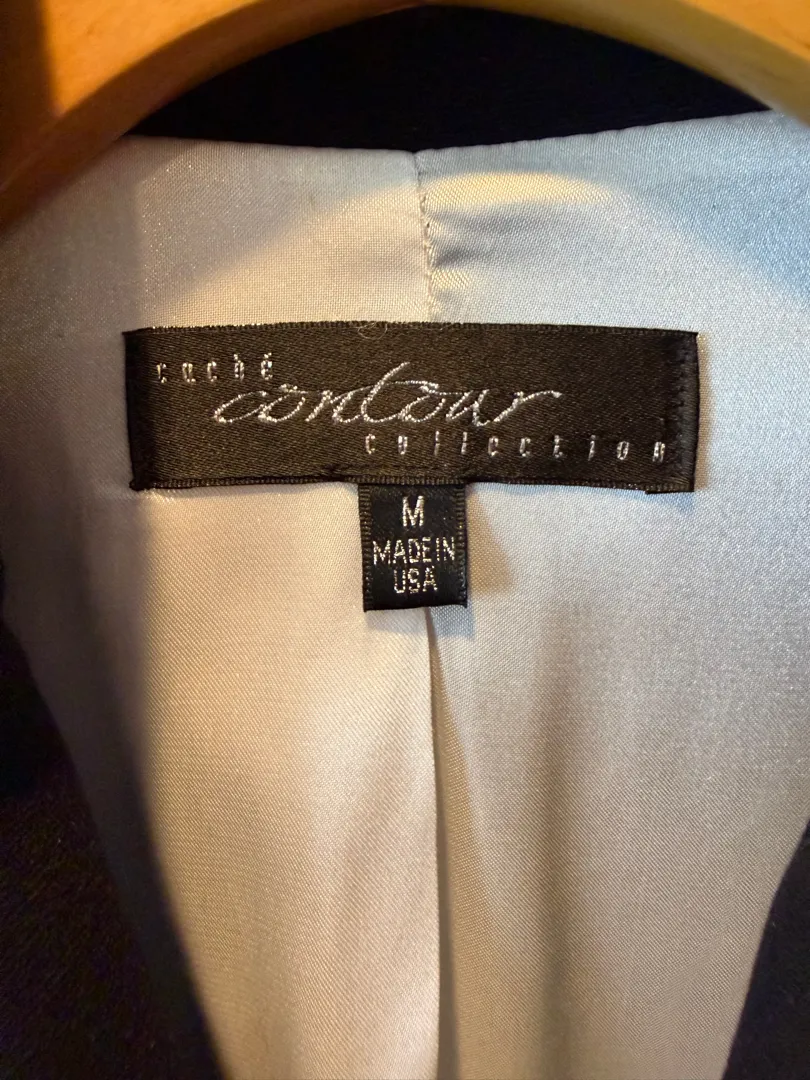 caché
contour
collection
M
MADE IN
USA